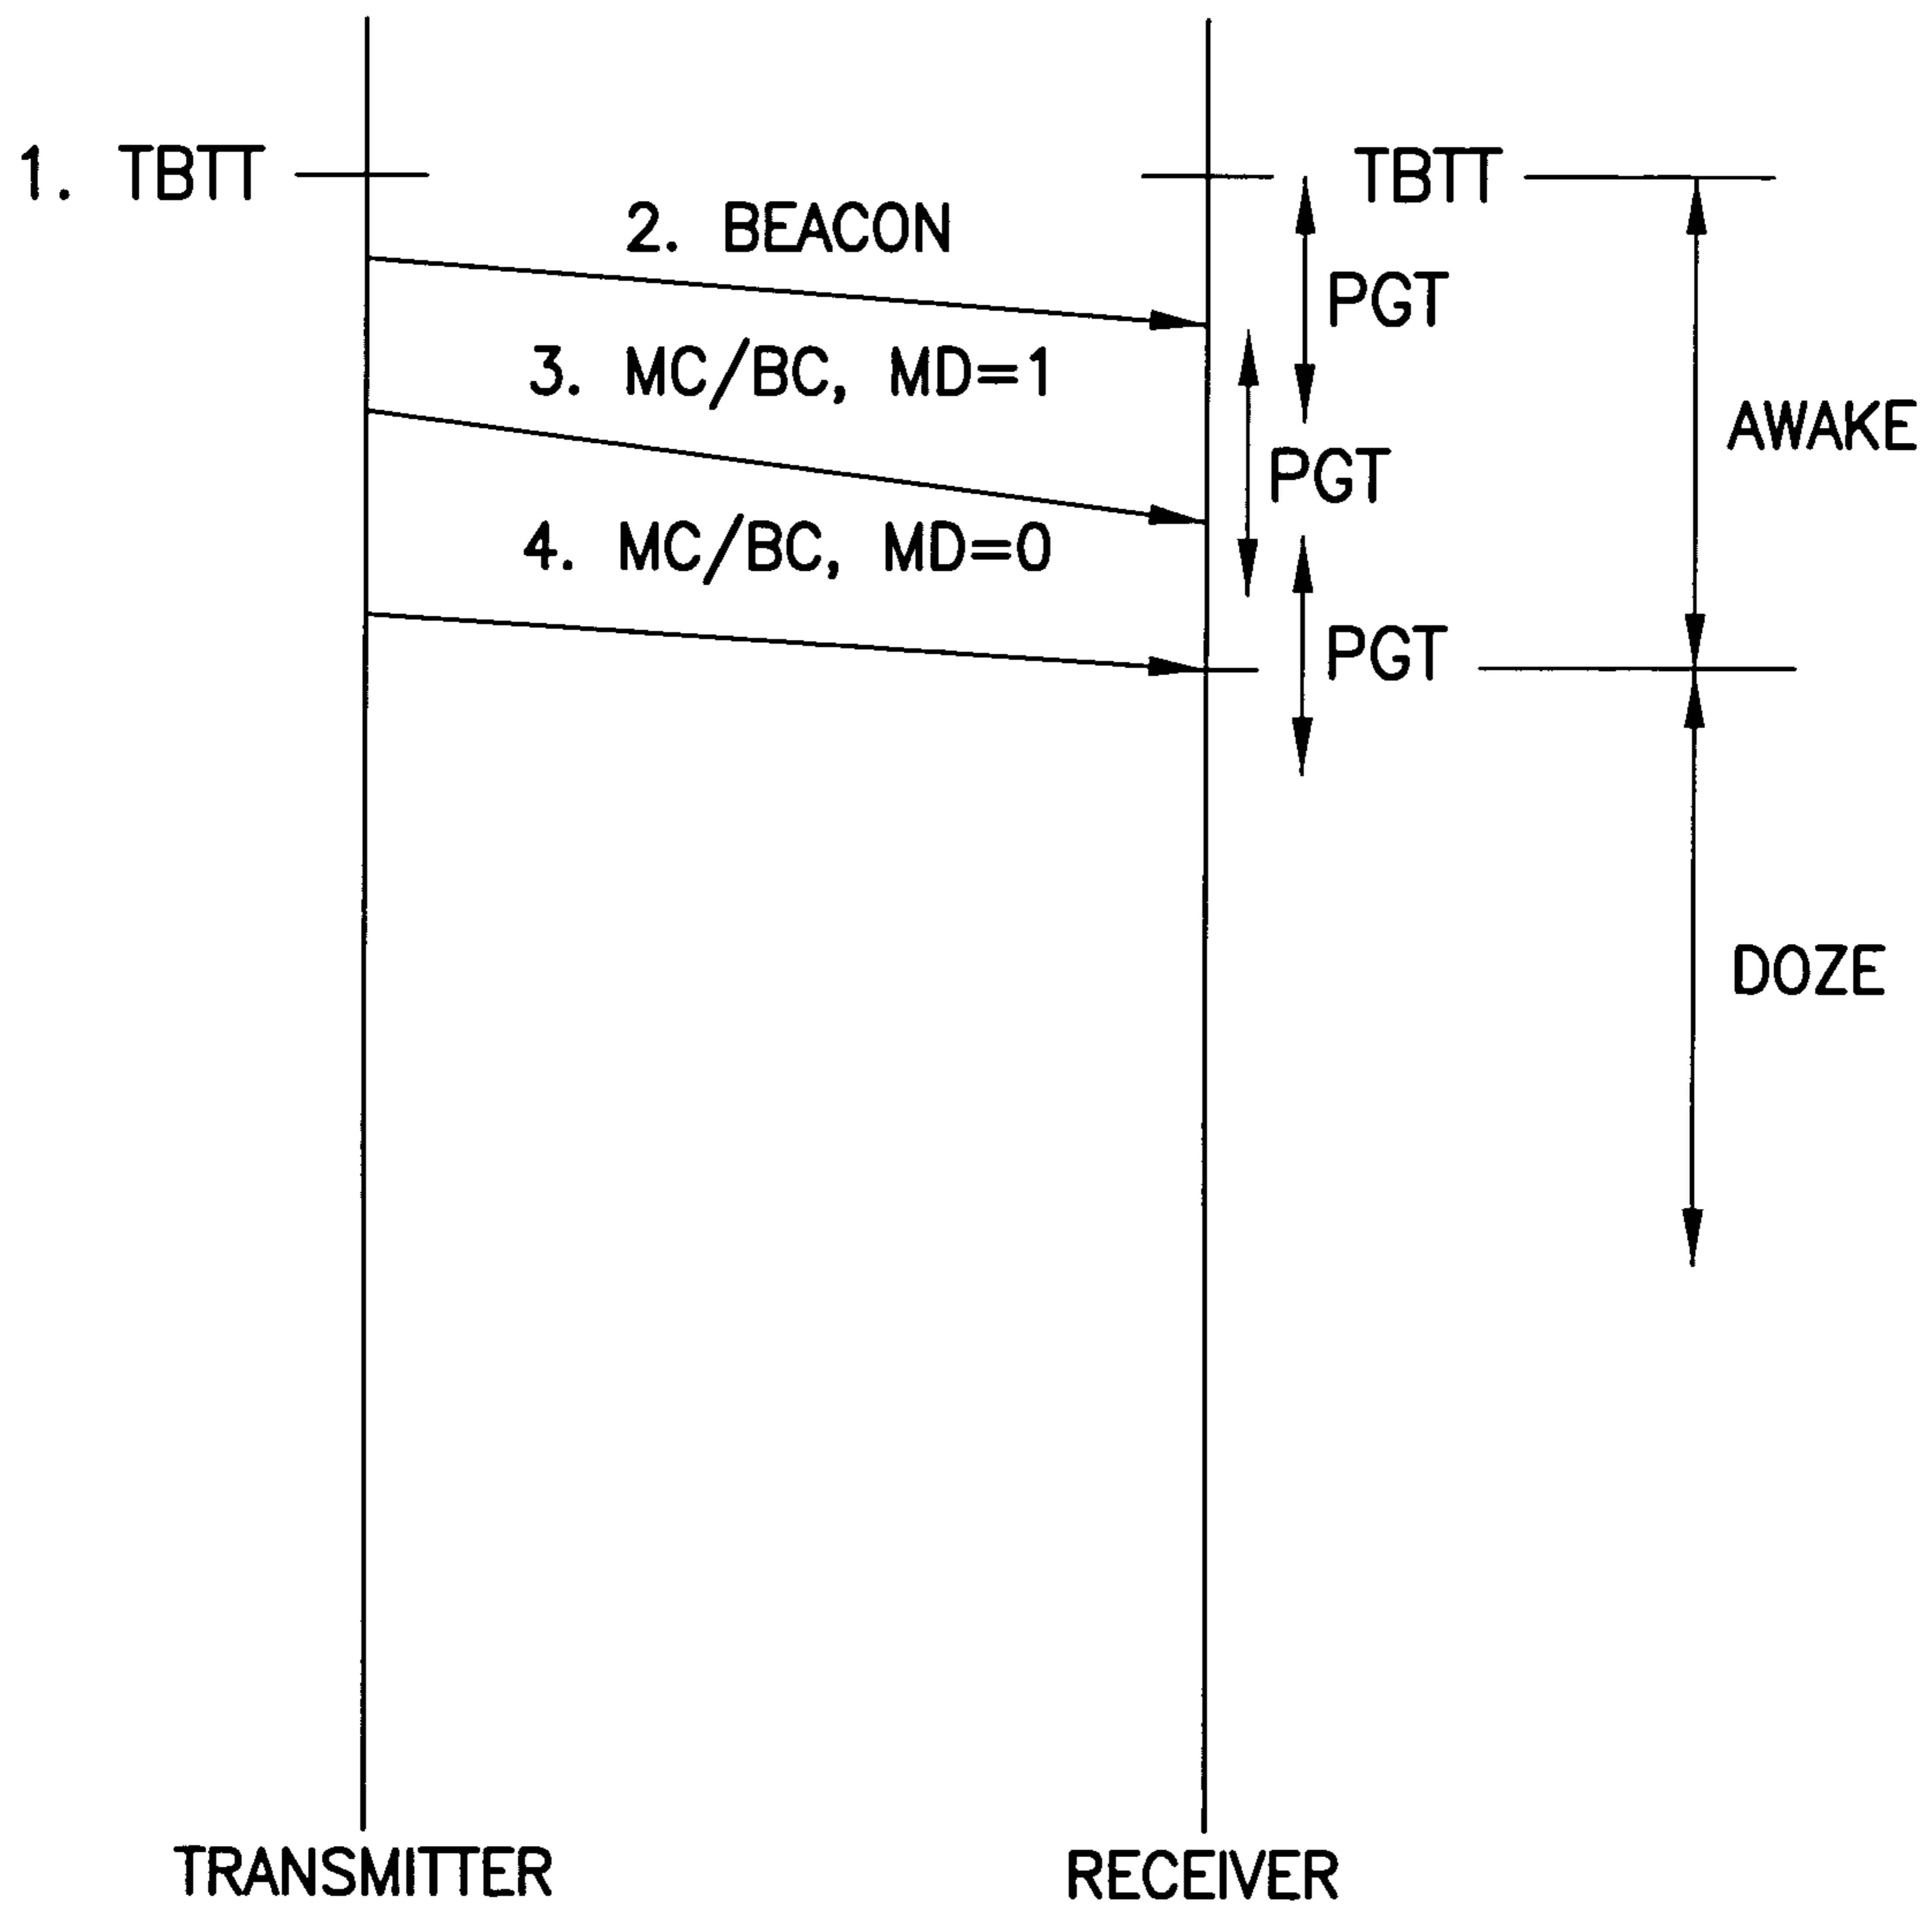 1. TBTT
TBTT
2. BEACON
PGT
3. MC/BC, MD=1
AWAKE
PGT
4. MC/BC, MD=0
PGT
DOZE
TRANSMITTER
RECEIVER